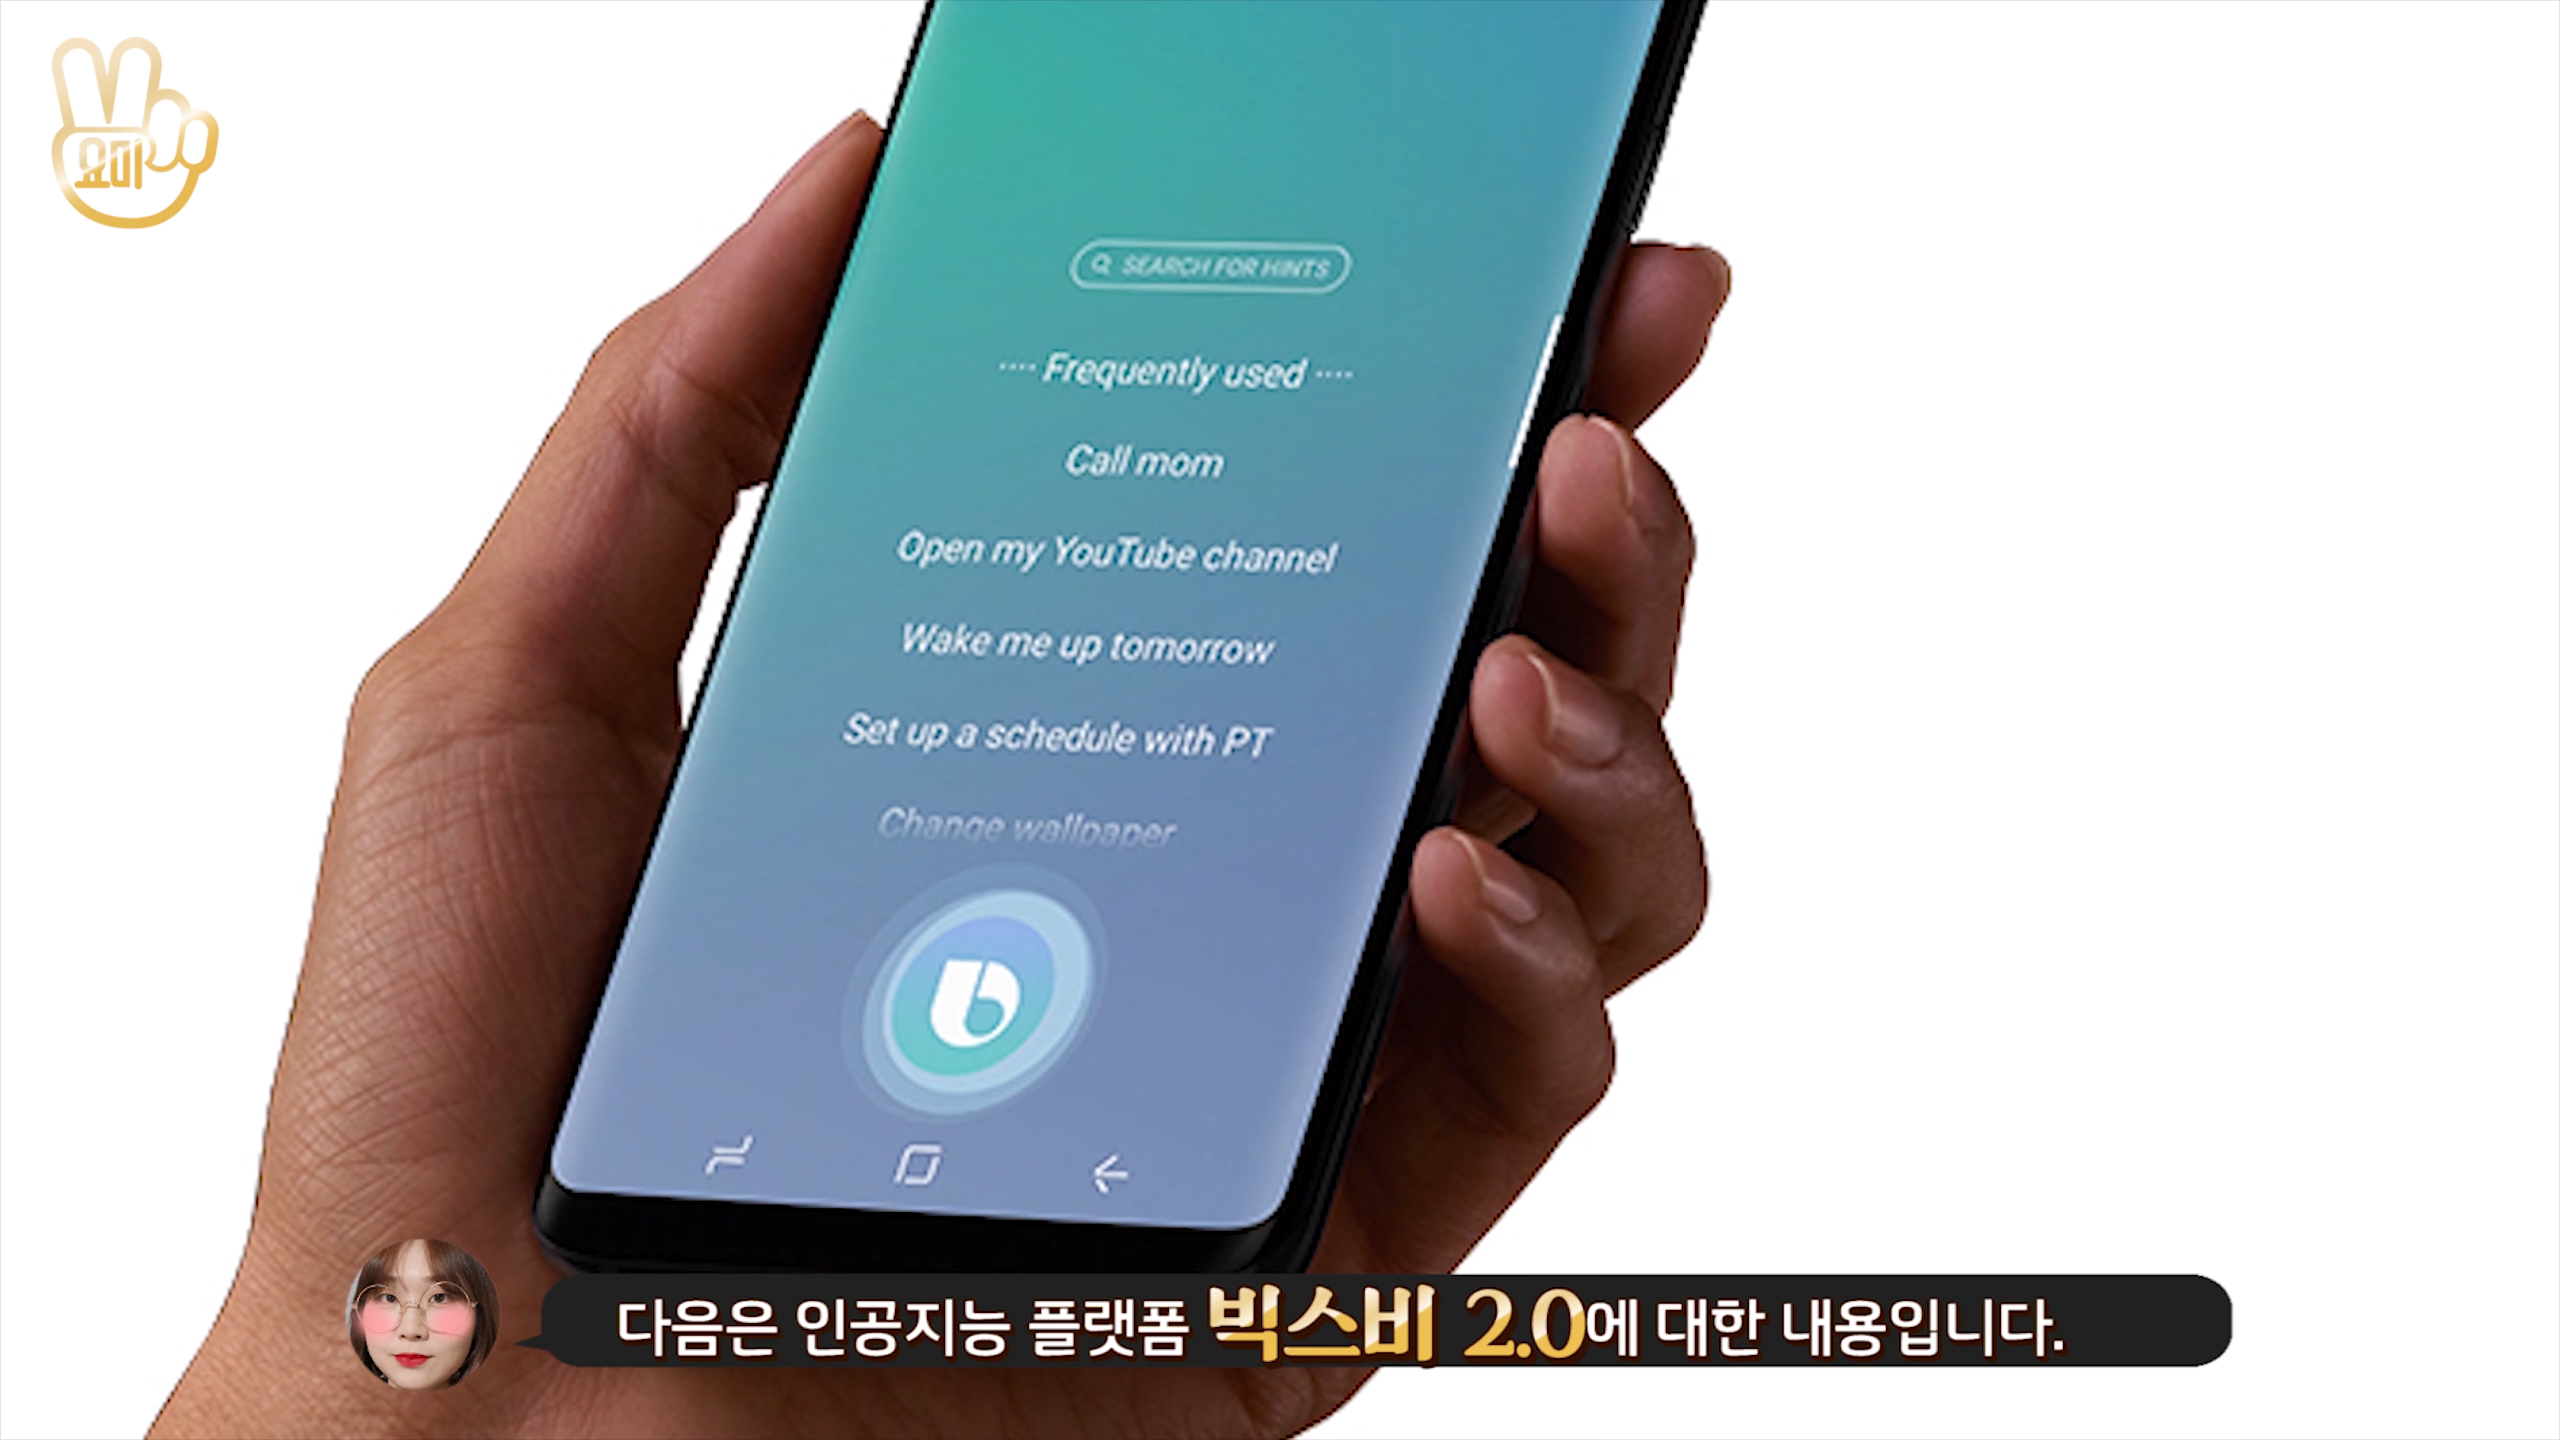 요미
SEARCH FOR HINTS
···· Frequently used ····
Call mom
Open my YouTube channel
Wake me up tomorrow
Set up a schedule with PT
Change wallpaper
b
다음은 인공지능 플랫폼 빅스비 2.0에 대한 내용입니다.